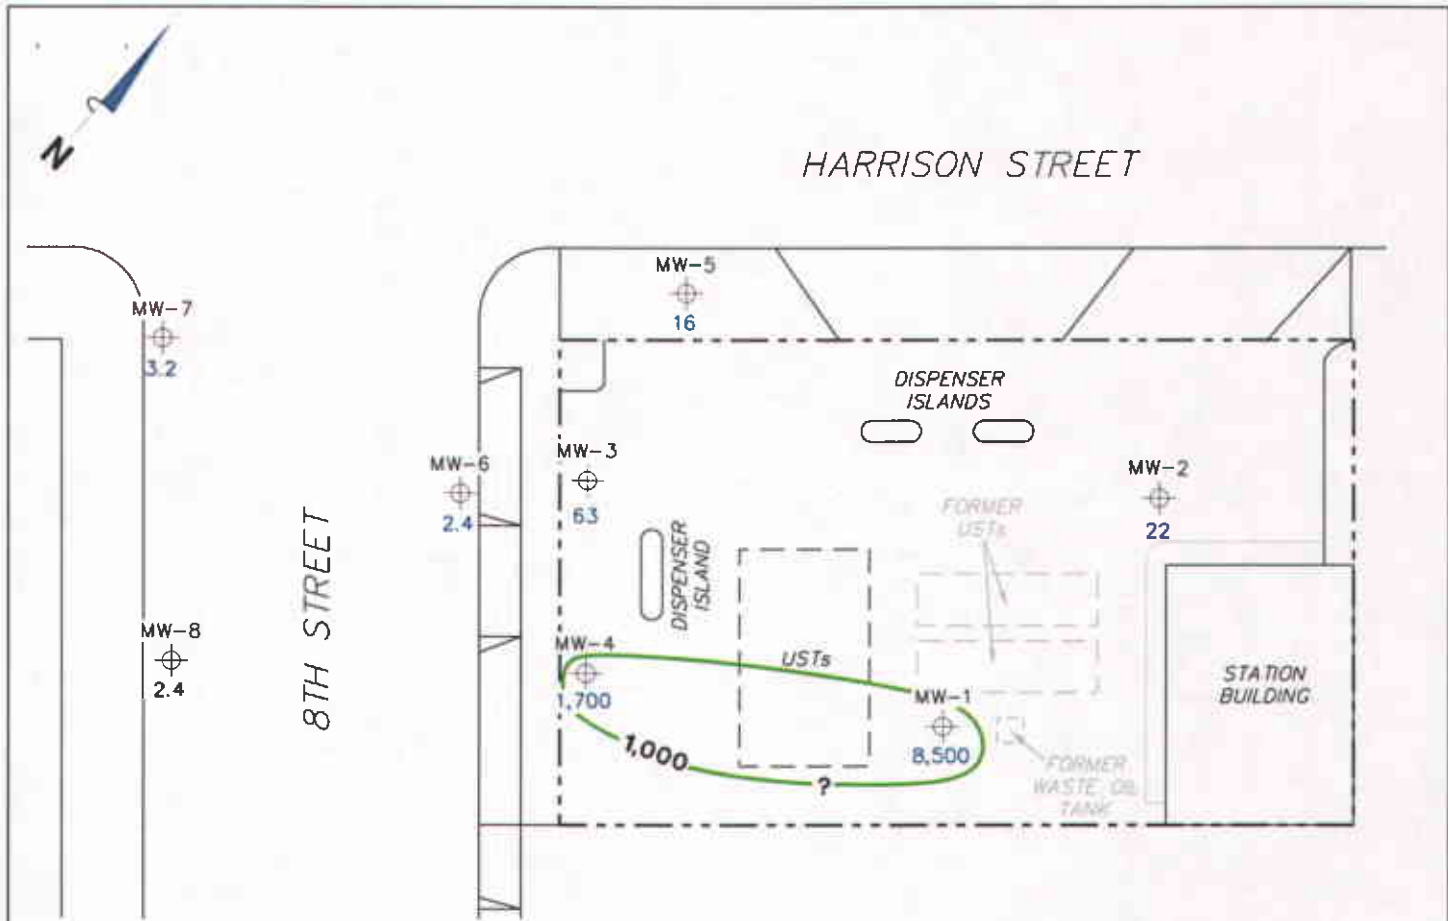 N
HARRISON STREET
MW-5
16
MW-7
3.2
DISPENSER
ISLANDS
MW-3
63
MW-6
2.4
MW-2
22
FORMER
USTs
8TH STREET
DISPENSER
ISLAND
MW-8
2.4
MW-4
1,700
USTs
MW-1
8,500
STATION
BUILDING
1,000
?
FORMER
WASTE OIL
TANK